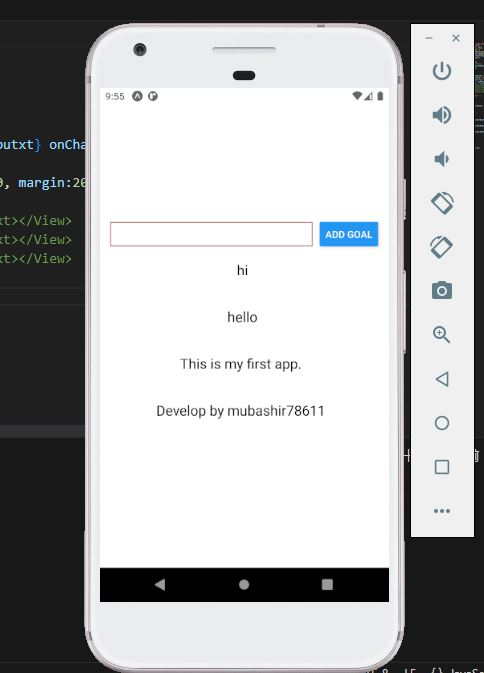 putxt} onCha
9:55
0, margin:20
xt></View>
xt></View>
xt></View>
ADD GOAL
hi
hello
This is my first app.
Develop by mubashir78611